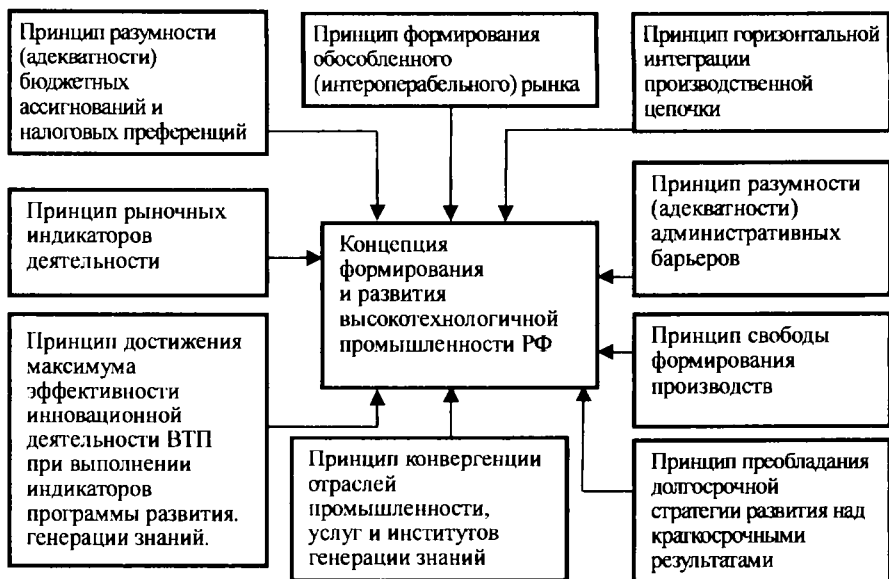 Принцип разумности
(адекватности)
бюджетных
ассигнований и
налоговых преференций
Принцип формирования
обособленного
(интероперабельного) рынка
Принцип горизонтальной
интеграции
производственной
цепочки
Принцип рыночных
индикаторов
деятельности
Концепция
формирования
и развития
высокотехнологичной
промышленности РФ
Принцип разумности
(адекватности)
административных
барьеров
Принцип достижения
максимума
эффективности
инновационной
деятельности ВТП
при выполнении
индикаторов
программы развития.
генерации знаний.
Принцип свободы
формирования
производств
Принцип конвергенции
отраслей
промышленности,
услуг и институтов
генерации знаний
Принцип преобладания
долгосрочной
стратегии развития над
краткосрочными
результатами